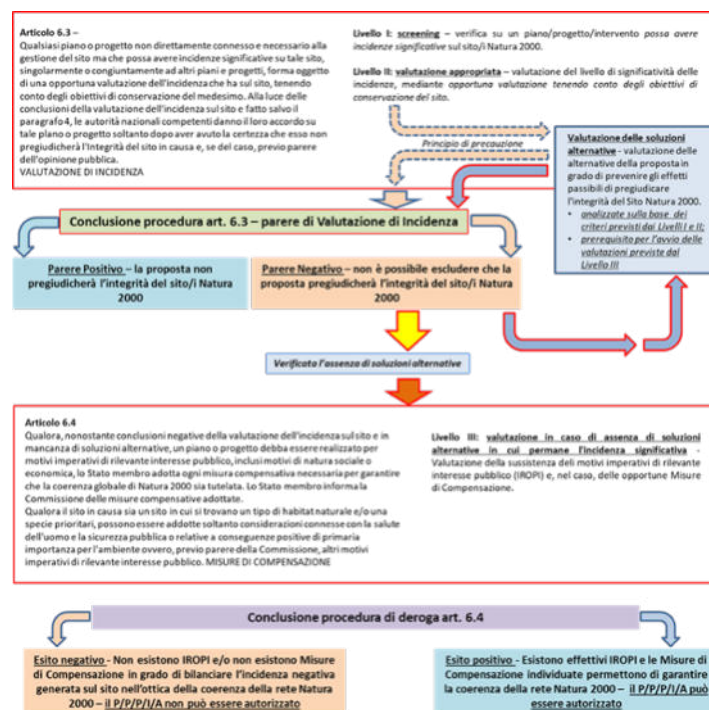 Articolo 6.3 -
Qualsiasi piano o progetto non direttamente connesso e necessario alla
gestione del sito ma che possa avere incidenze significative su tale sito,
singolarmente o congiuntamente ad altri piani e progetti, forma oggetto
di una opportuna valutazione dell'incidenza che ha sul sito, tenendo
conto degli obiettivi di conservazione del medesimo. Alla luce delle
conclusioni della valutazione dell'incidenza sul sito e fatto salvo il
paragrafo 4, le autorità nazionali competenti danno il loro accordo su
tale piano o progetto soltanto dopo aver avuto la certezza che esso non
pregiudicherà l'integrità del sito in causa e, se del caso, previo parere
dell'opinione pubblica.
VALUTAZIONE DI INCIDENZA
Livello I: screening – verifica su un piano/progetto/intervento possa avere
incidenze significative sul sito/i Natura 2000.
Livello II: valutazione appropriata – valutazione del livello di significatività delle
incidenze, mediante opportuna valutazione tenendo conto degli obiettivi di
conservazione del sito.
Principio di precauzione
Valutazione delle soluzioni
alternative - valutazione delle
alternative della proposta in
grado di prevenire gli effetti
passibili di pregiudicare
l'integrità del Sito Natura 2000.
• analizzate sulla base dei
criteri previsti dai Livelli I e II;
• prerequisito per l'avvio delle
valutazioni previste dal
Livello III
Conclusione procedura art. 6.3 – parere di Valutazione di Incidenza
Parere Positivo – la proposta non
pregiudicherà l'integrità del sito/i Natura
2000
Parere Negativo – non è possibile escludere che la
proposta pregiudicherà l'integrità del sito/i Natura
2000
Verificata l'assenza di soluzioni alternative
Articolo 6.4
Qualora, nonostante conclusioni negative della valutazione dell'incidenza sul sito e in
mancanza di soluzioni alternative, un piano o progetto debba essere realizzato per
motivi imperativi di rilevante interesse pubblico, inclusi motivi di natura sociale o
economica, lo Stato membro adotta ogni misura compensativa necessaria per garantire
che la coerenza globale di Natura 2000 sia tutelata. Lo Stato membro informa la
Commissione delle misure compensative adottate.
Qualora il sito in causa sia un sito in cui si trovano un tipo di habitat naturale e/o una
specie prioritari, possono essere addotte soltanto considerazioni connesse con la salute
dell'uomo e la sicurezza pubblica o relative a conseguenze positive di primaria
importanza per l'ambiente ovvero, previo parere della Commissione, altri motivi
imperativi di rilevante interesse pubblico. MISURE DI COMPENSAZIONE
Livello III: valutazione in caso di assenza di soluzioni
alternative in cui permane l'incidenza significativa -
Valutazione della sussistenza deli motivi imperativi di rilevante
interesse pubblico (IROPI) e, nel caso, delle opportune Misure
di Compensazione.
Conclusione procedura di deroga art. 6.4
Esito negativo - Non esistono IROPI e/o non esistono Misure
di Compensazione in grado di bilanciare l'incidenza negativa
generata sul sito nell'ottica della coerenza della rete Natura
2000 – il P/P/P/I/A non può essere autorizzato
Esito positivo - Esistono effettivi IROPI e le Misure di
Compensazione individuate permettono di garantire
la coerenza della rete Natura 2000 – il P/P/P/I/A può
essere autorizzato